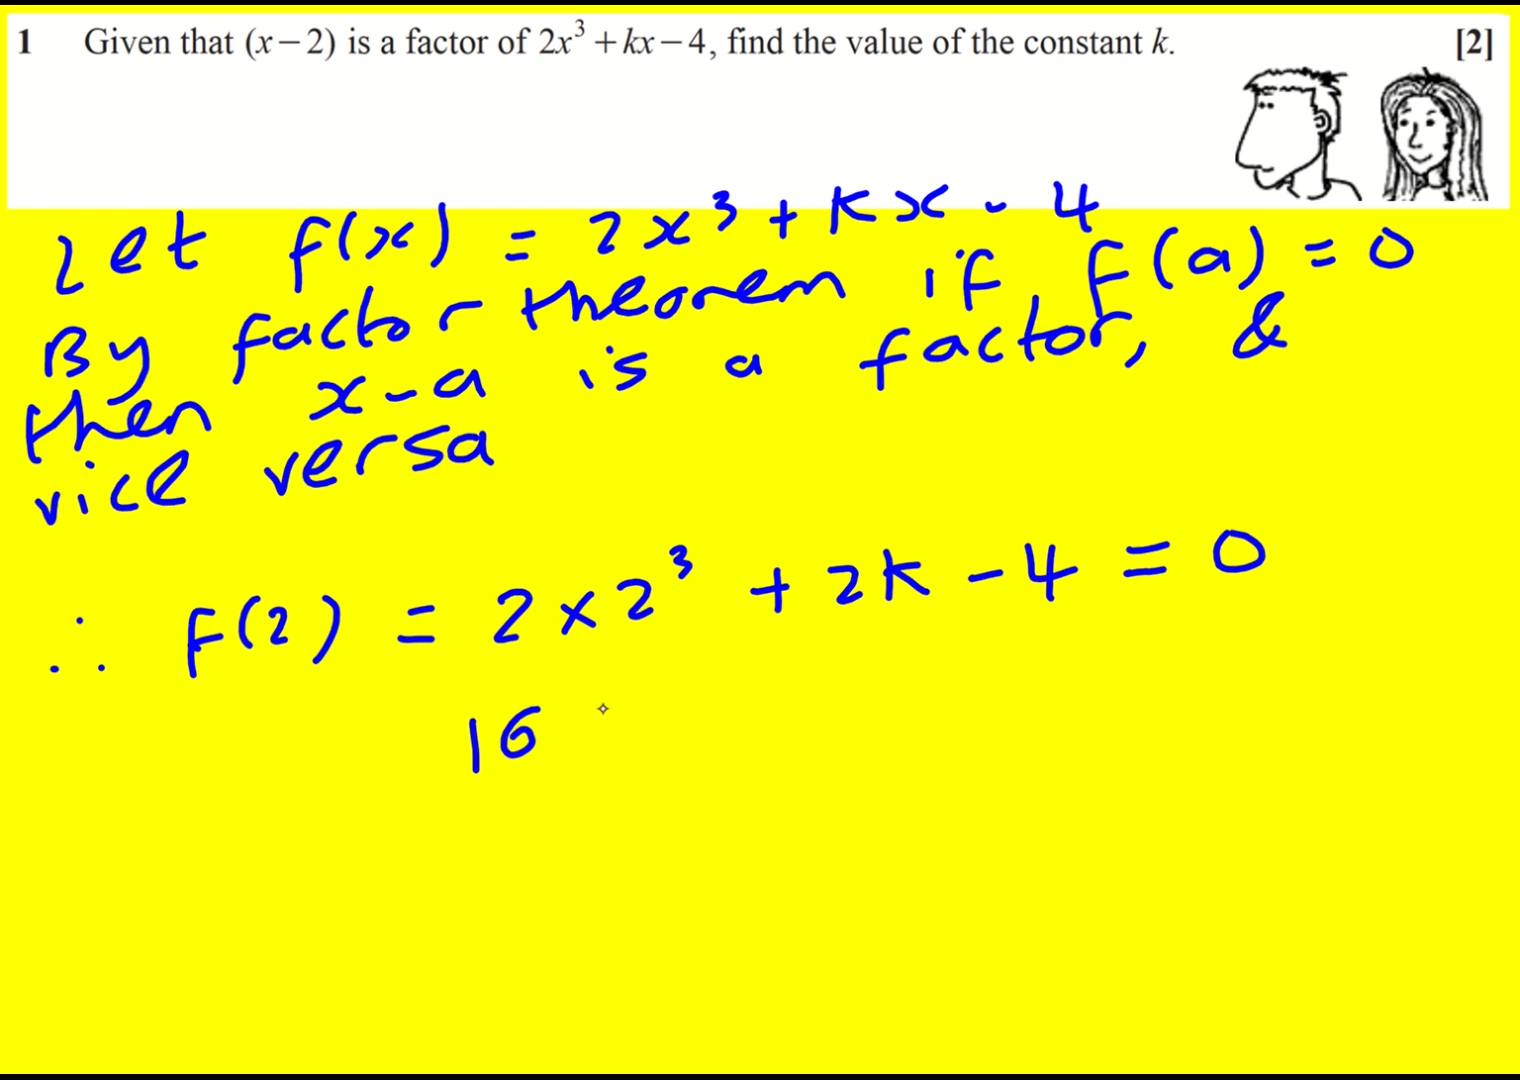 1 Given that (x−2) is a factor of 2x³ + kx − 4, find the value of the constant k. [2]
Let f(x) = 2x³ + kx - 4
By factor theorem if f(a) = 0
then x-a is a factor, &
vice versa
∴ f(2) = 2×2³ + 2k - 4 = 0
16